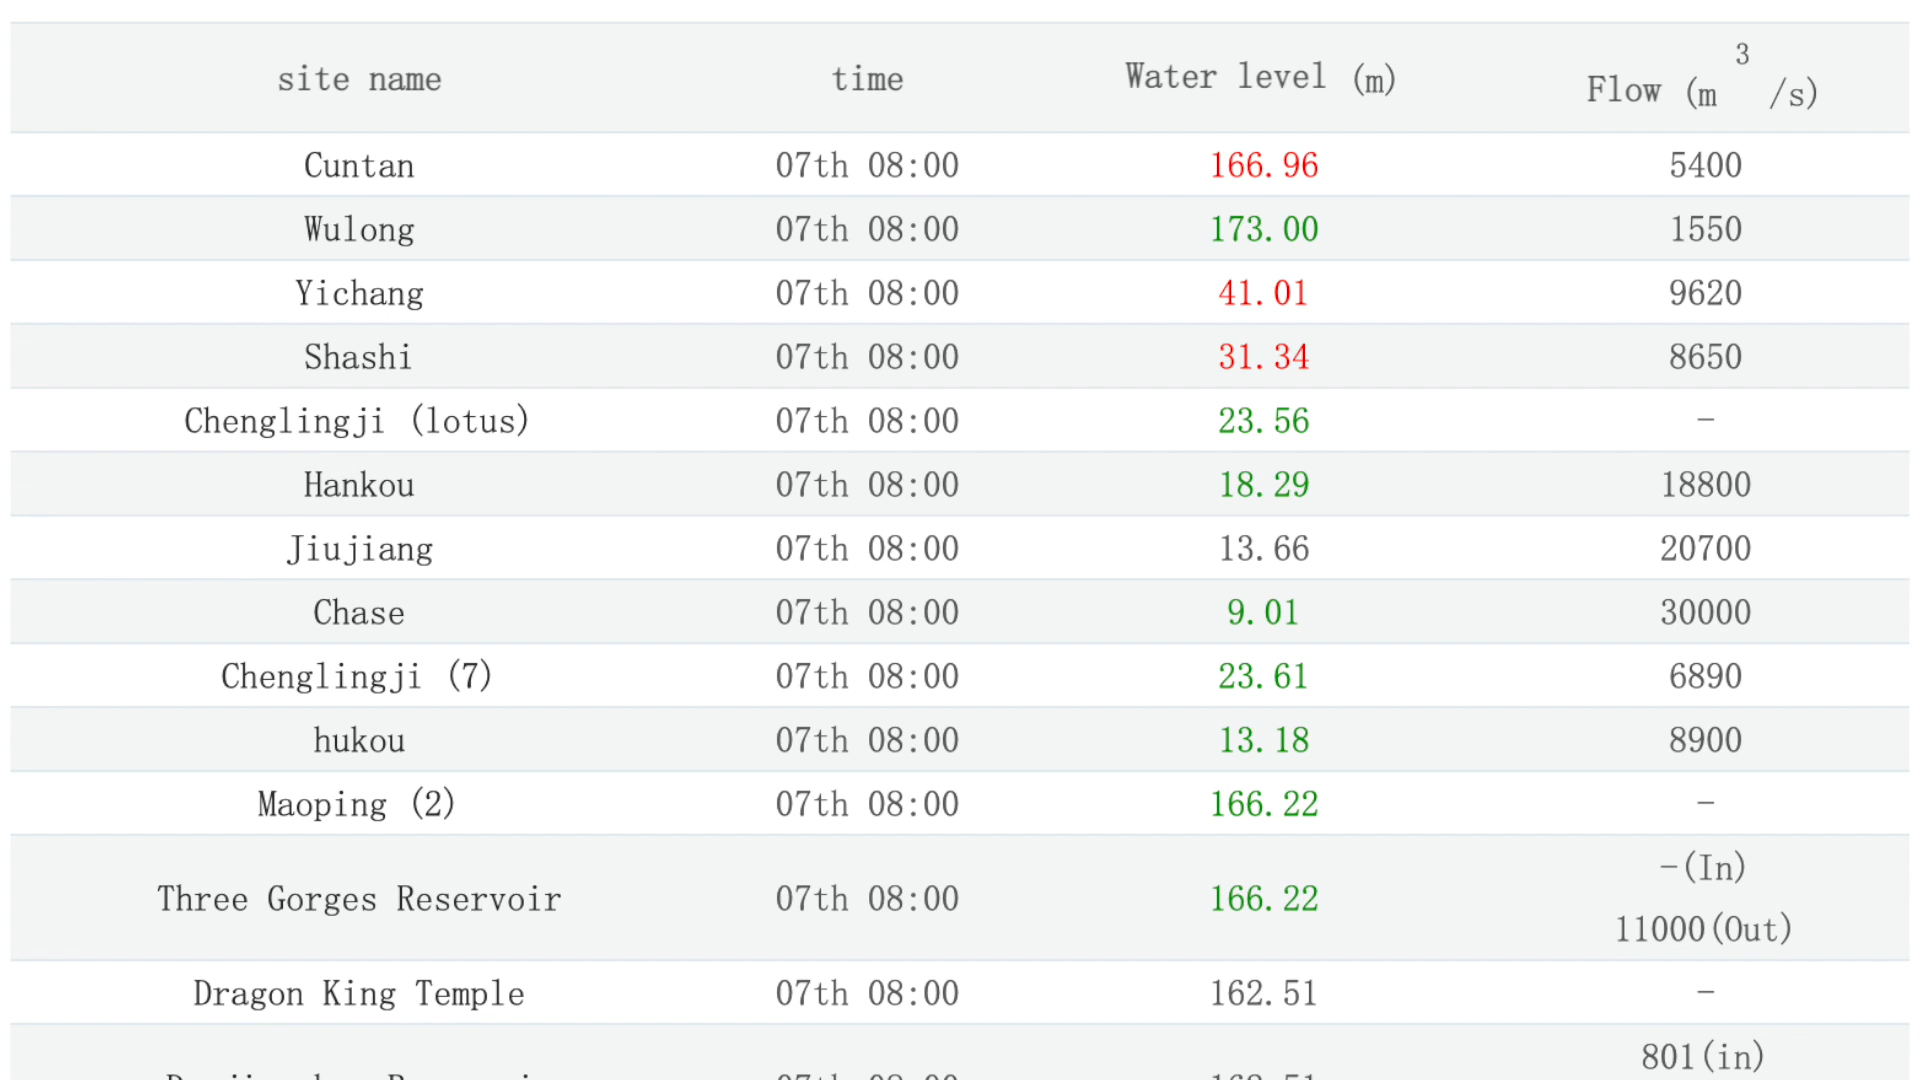 site name time Water level (m) Flow (m³/s)
Cuntan 07th 08:00 166.96 5400
Wulong 07th 08:00 173.00 1550
Yichang 07th 08:00 41.01 9620
Shashi 07th 08:00 31.34 8650
Chenglingji (lotus) 07th 08:00 23.56 -
Hankou 07th 08:00 18.29 18800
Jiujiang 07th 08:00 13.66 20700
Chase 07th 08:00 9.01 30000
Chenglingji (7) 07th 08:00 23.61 6890
hukou 07th 08:00 13.18 8900
Maoping (2) 07th 08:00 166.22 -
-(In)
Three Gorges Reservoir 07th 08:00 166.22
11000(Out)
Dragon King Temple 07th 08:00 162.51 -
801(in)